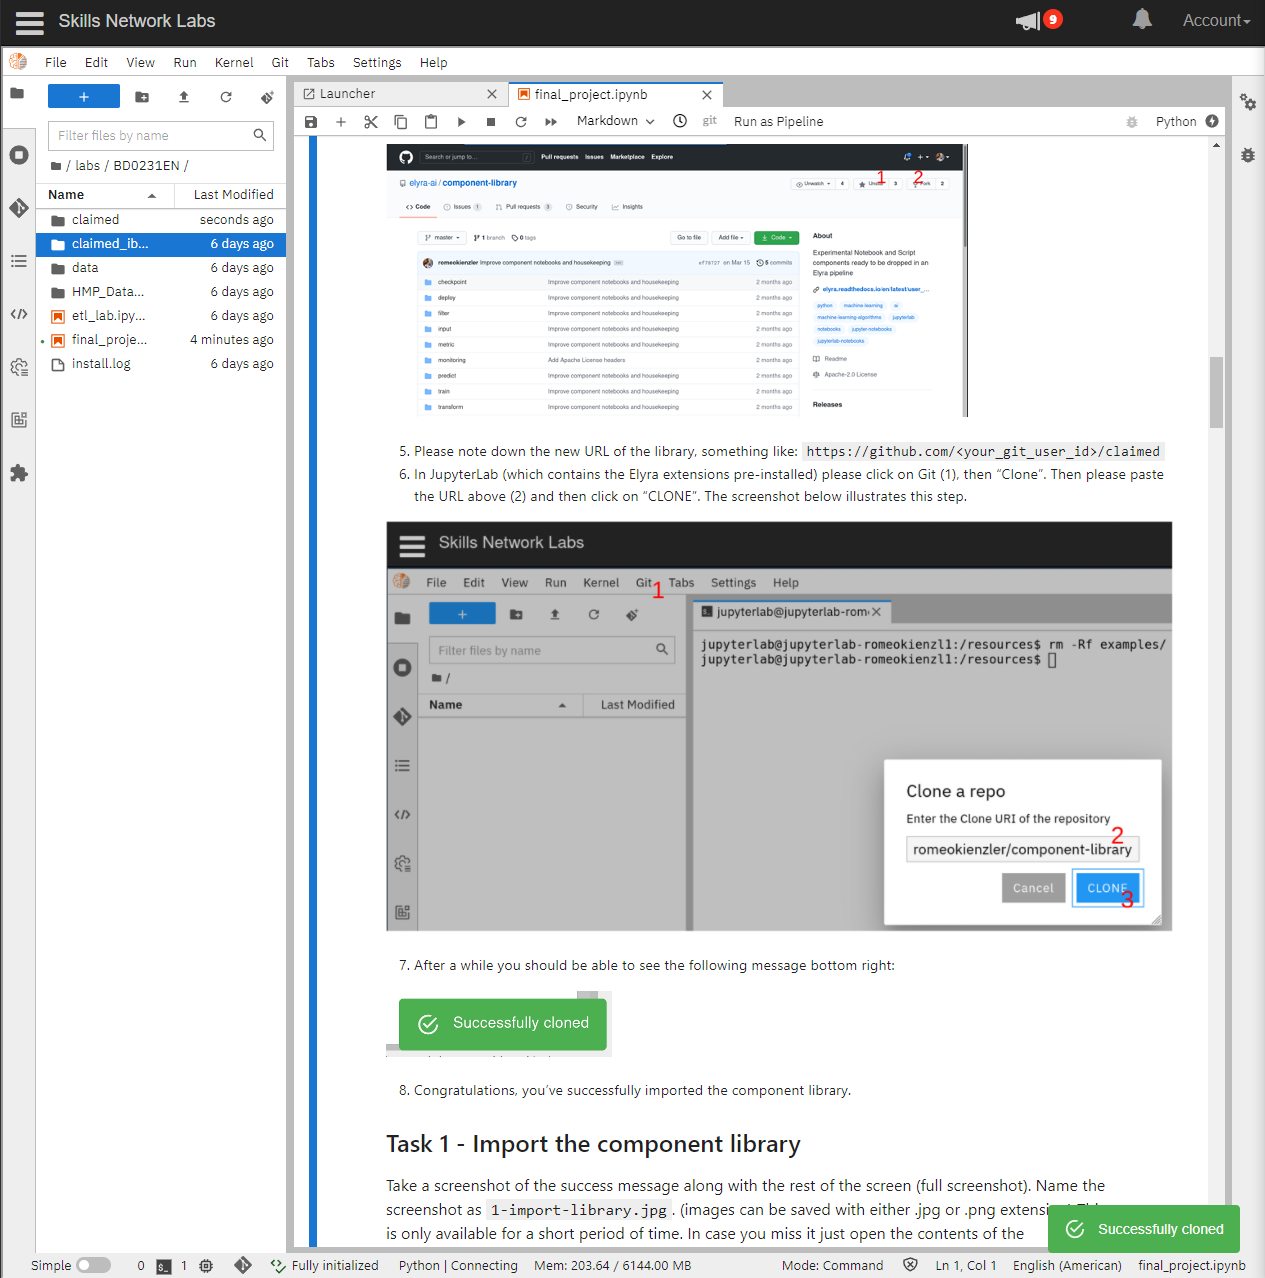 Skills Network Labs
9
Account
File Edit View Run Kernel Git Tabs Settings Help
+
Filter files by name
/ labs / BD0231EN /
Name Last Modified
claimed seconds ago
claimed_ib... 6 days ago
data 6 days ago
HMP_Data... 6 days ago
etl_lab.ipy... 6 days ago
final_proje... 4 minutes ago
install.log 6 days ago
Launcher
final_project.ipynb
Markdown git Run as Pipeline Python
Search or jump to... / Pull requests Issues Marketplace Explore
elyra-ai / component-library
Unwatch 4 1 3 2 2
Code Issues 1 Pull requests 3 Security Insights
master 1 branch 0 tags Go to file Add file Code About
romeokienzler Improve component notebooks and housekeeping ef76727 on Mar 15 5 commits
Experimental Notebook and Script
components ready to be dropped in an
Elyra pipeline
elyra.readthedocs.io/en/latest/user_...
python machine-learning ai
machine-learning-algorithms jupyterlab
notebooks jupyter-notebooks
jupyterlab-notebooks
Readme
Apache-2.0 License
Releases
checkpoint Improve component notebooks and housekeeping 2 months ago
deploy Improve component notebooks and housekeeping 2 months ago
filter Improve component notebooks and housekeeping 2 months ago
input Improve component notebooks and housekeeping 2 months ago
metric Improve component notebooks and housekeeping 2 months ago
monitoring Add Apache License headers 2 months ago
predict Improve component notebooks and housekeeping 2 months ago
train Improve component notebooks and housekeeping 2 months ago
transform Improve component notebooks and housekeeping 2 months ago
5. Please note down the new URL of the library, something like: https://github.com/<your_git_user_id>/claimed
6. In JupyterLab (which contains the Elyra extensions pre-installed) please click on Git (1), then “Clone”. Then please paste
the URL above (2) and then click on “CLONE”. The screenshot below illustrates this step.
Skills Network Labs
File Edit View Run Kernel Git 1 Tabs Settings Help
+
jupyterlab@jupyterlab-rom
Filter files by name
/
Name Last Modified
jupyterlab@jupyterlab-romeokienzl1:/resources$ rm -Rf examples/
jupyterlab@jupyterlab-romeokienzl1:/resources$
Clone a repo
Enter the Clone URI of the repository
2
romeokienzler/component-library
Cancel CLONE
3
7. After a while you should be able to see the following message bottom right:
Successfully cloned
8. Congratulations, you’ve successfully imported the component library.
Task 1 - Import the component library
Take a screenshot of the success message along with the rest of the screen (full screenshot). Name the
screenshot as 1-import-library.jpg . (images can be saved with either .jpg or .png
is only available for a short period of time. In case you miss it just open the contents of the
Successfully cloned
Simple 0 1 Fully initialized Python | Connecting Mem: 203.64 / 6144.00 MB Mode: Command Ln 1, Col 1 English (American) final_project.ipynb